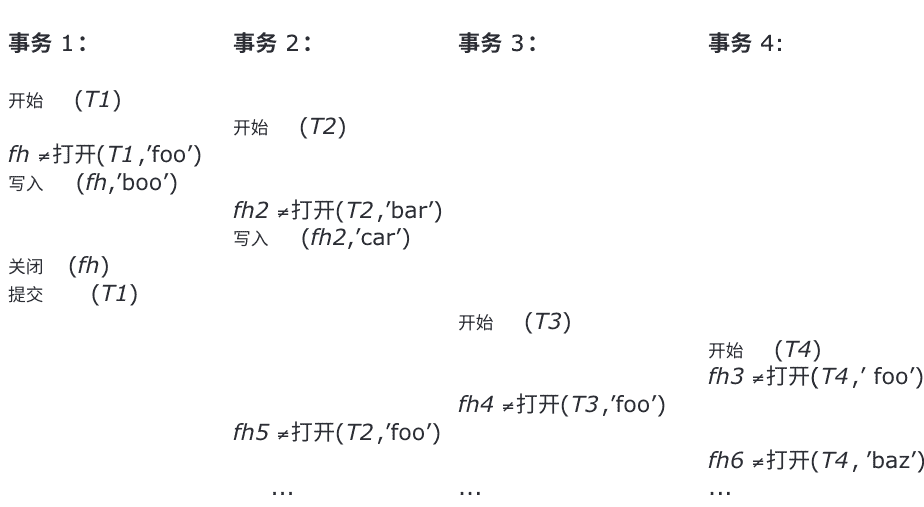 事务 1： 事务 2： 事务 3： 事务 4:
开始 (T1)
开始 (T2)
fh ≠打开(T1,’foo’)
写入 (fh,’boo’)
fh2 ≠打开(T2,’bar’)
写入 (fh2,’car’)
关闭 (fh)
提交 (T1)
开始 (T3)
开始 (T4)
fh3 ≠打开(T4,’ foo’)
fh4 ≠打开(T3,’foo’)
fh5 ≠打开(T2,’foo’)
fh6 ≠打开(T4, ’baz’)
... ... ...